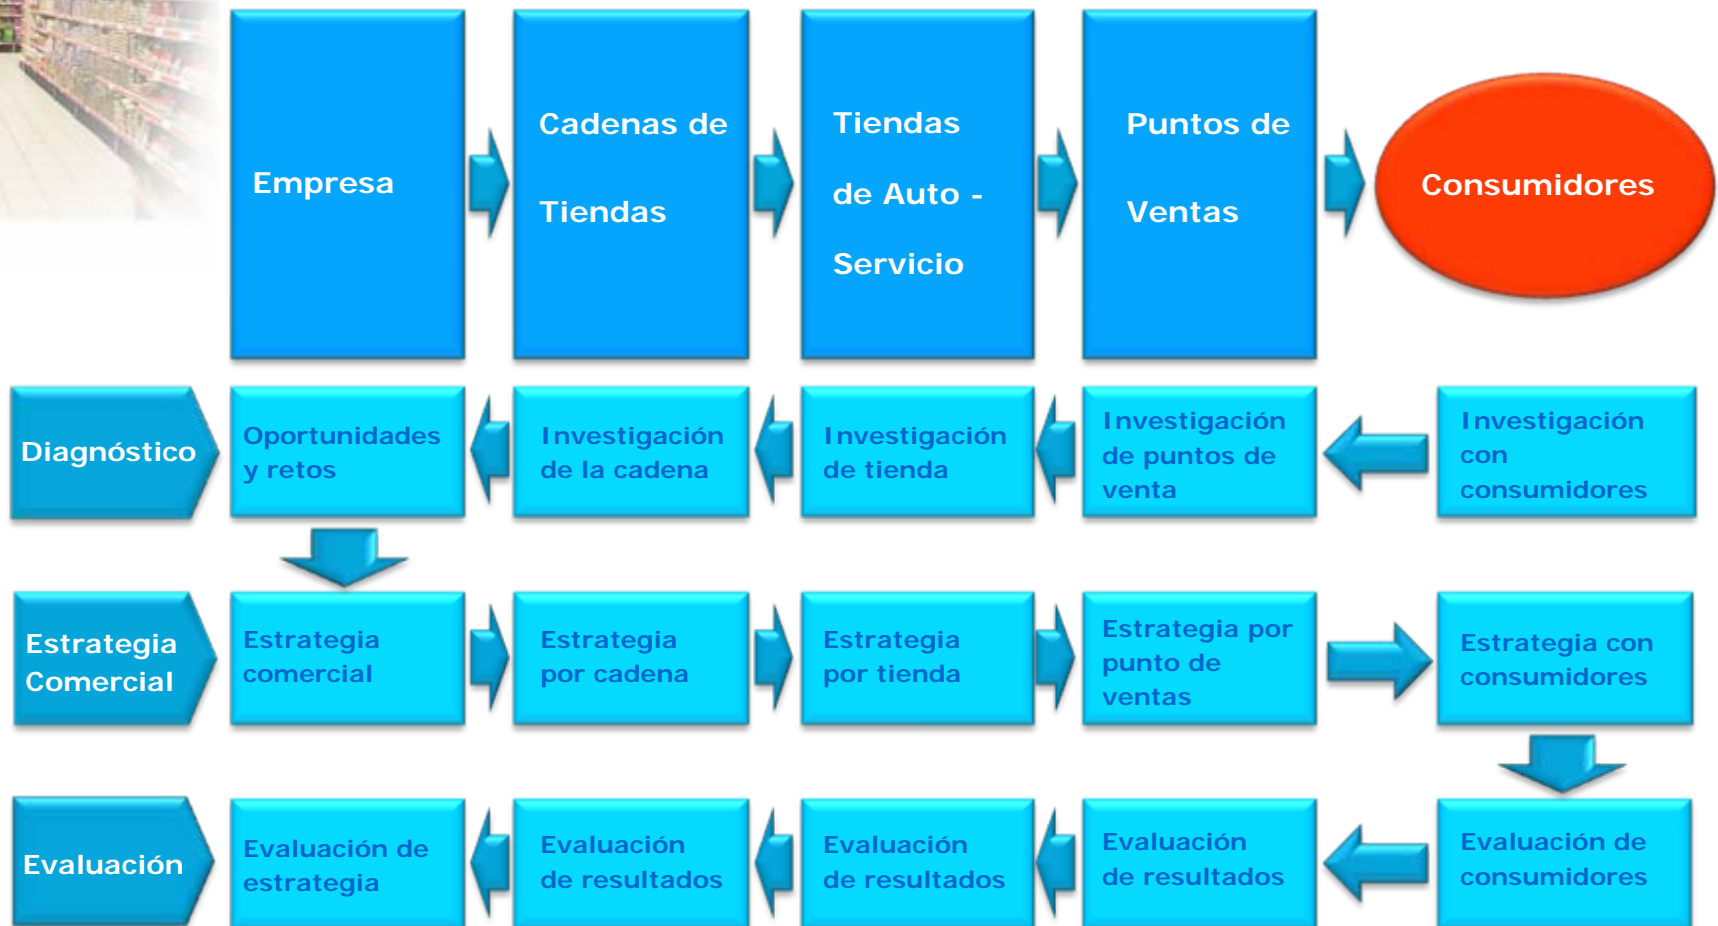 Empresa
Cadenas de
Tiendas
Tiendas
de Auto -
Servicio
Puntos de
Ventas
Consumidores
Diagnóstico
Oportunidades
y retos
Investigación
de la cadena
Investigación
de tienda
Investigación
de puntos de
venta
Investigación
con
consumidores
Estrategia
Comercial
Estrategia
comercial
Estrategia
por cadena
Estrategia
por tienda
Estrategia por
punto de
ventas
Estrategia con
consumidores
Evaluación
Evaluación de
estrategia
Evaluación
de resultados
Evaluación
de resultados
Evaluación
de resultados
Evaluación de
consumidores